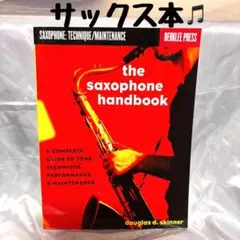 サックス本🎵
SAXOPHONE: TECHNIQUE/MAINTENANCE
BERKLEE PRESS
the
saxophone
handbook
A COMPLETE
GUIDE TO TONE,
TECHNIQUE,
PERFORMANCE,
& MAINTENANCE
douglas d. skinner